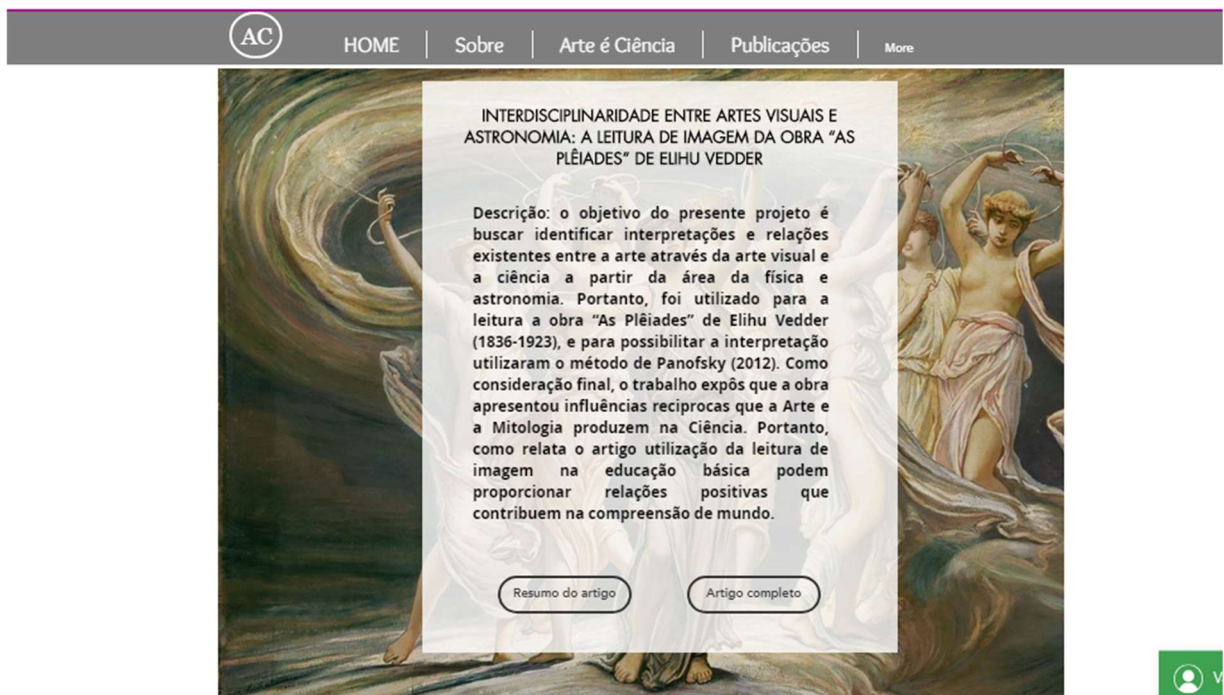 AC
HOME
Sobre
Arte é Ciência
Publicações
More
INTERDISCIPLINARIDADE ENTRE ARTES VISUAIS E
ASTRONOMIA: A LEITURA DE IMAGEM DA OBRA “AS
PLÊIADES” DE ELIHU VEDDER
Descrição: o objetivo do presente projeto é
buscar identificar interpretações e relações
existentes entre a arte através da arte visual e
a ciência a partir da área da física e
astronomia. Portanto, foi utilizado para a
leitura a obra “As Plêiades” de Elihu Vedder
(1836-1923), e para possibilitar a interpretação
utilizaram o método de Panofsky (2012). Como
consideração final, o trabalho expôs que a obra
apresentou influências reciprocas que a Arte e
a Mitologia produzem na Ciência. Portanto,
como relata o artigo utilização da leitura de
imagem na educação básica podem
proporcionar relações positivas que
contribuem na compreensão de mundo.
Resumo do artigo
Artigo completo